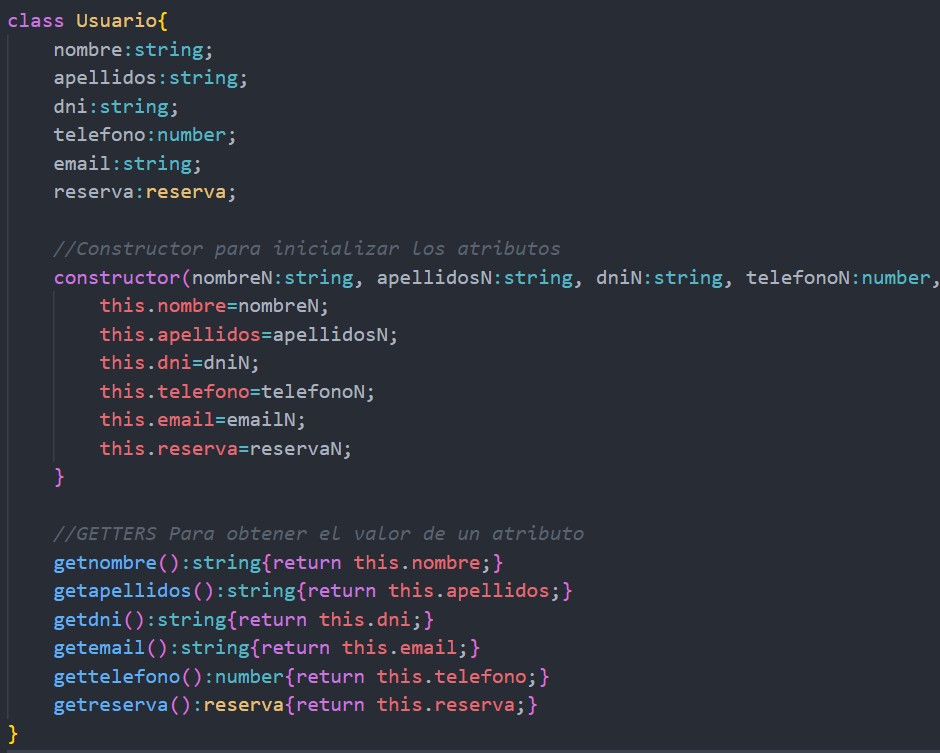 class Usuario{
nombre:string;
apellidos:string;
dni:string;
telefono:number;
email:string;
reserva:reserva;
//Constructor para inicializar los atributos
constructor(nombreN:string, apellidosN:string, dniN:string, telefonoN:number,
this.nombre=nombreN;
this.apellidos=apellidosN;
this.dni=dniN;
this.telefono=telefonoN;
this.email=emailN;
this.reserva=reservaN;
}
//GETTERS Para obtener el valor de un atributo
getnombre():string{return this.nombre;}
getapellidos():string{return this.apellidos;}
getdni():string{return this.dni;}
getemail():string{return this.email;}
gettelefono():number{return this.telefono;}
getreserva():reserva{return this.reserva;}
}